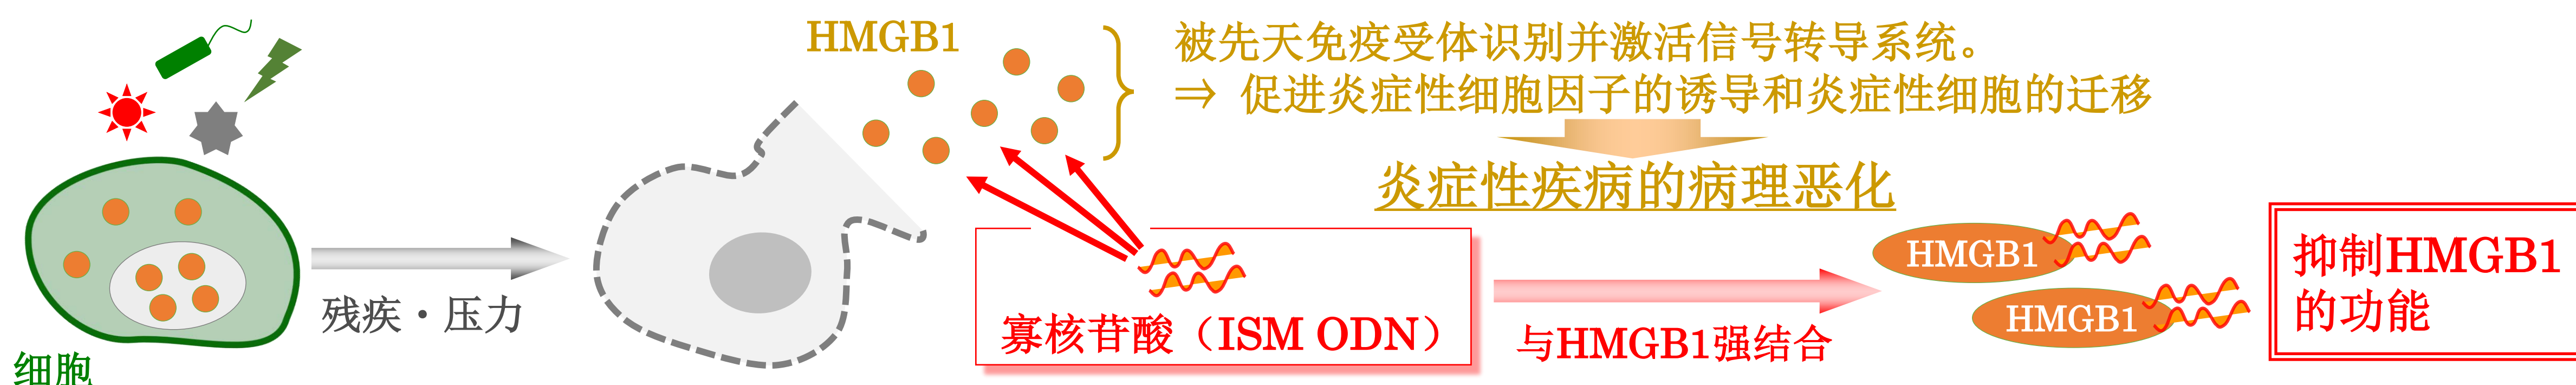 HMGB1
被先天免疫受体识别并激活信号转导系统。
⇒ 促进炎症性细胞因子的诱导和炎症性细胞的迁移
炎症性疾病的病理恶化
细胞
残疾・压力
寡核苷酸（ISM ODN）
与HMGB1强结合
HMGB1
HMGB1
抑制HMGB1
的功能